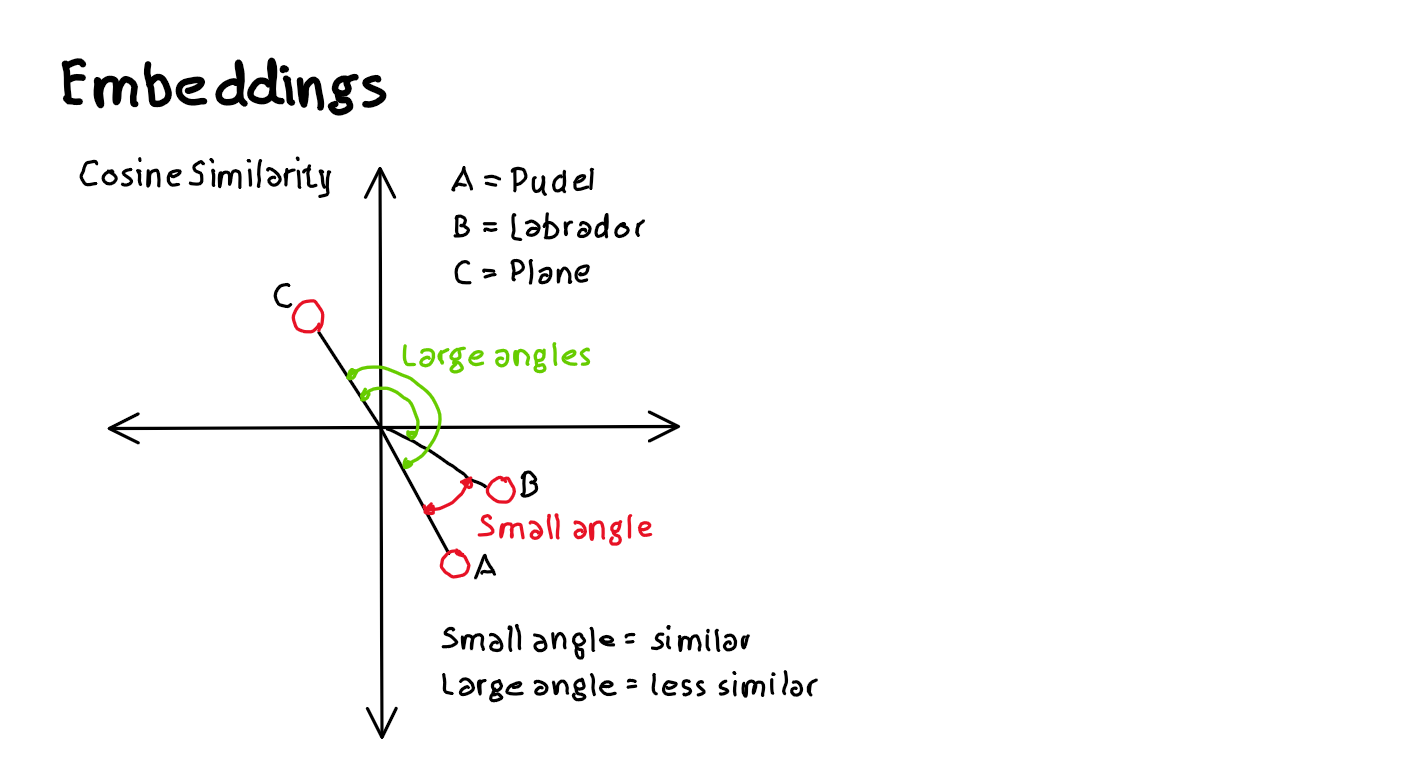 Embeddings
Cosine Similarity
A = Pudel
B = Labrador
C = Plane
C
Large angles
B
Small angle
A
Small angle = similar
Large angle = less similar